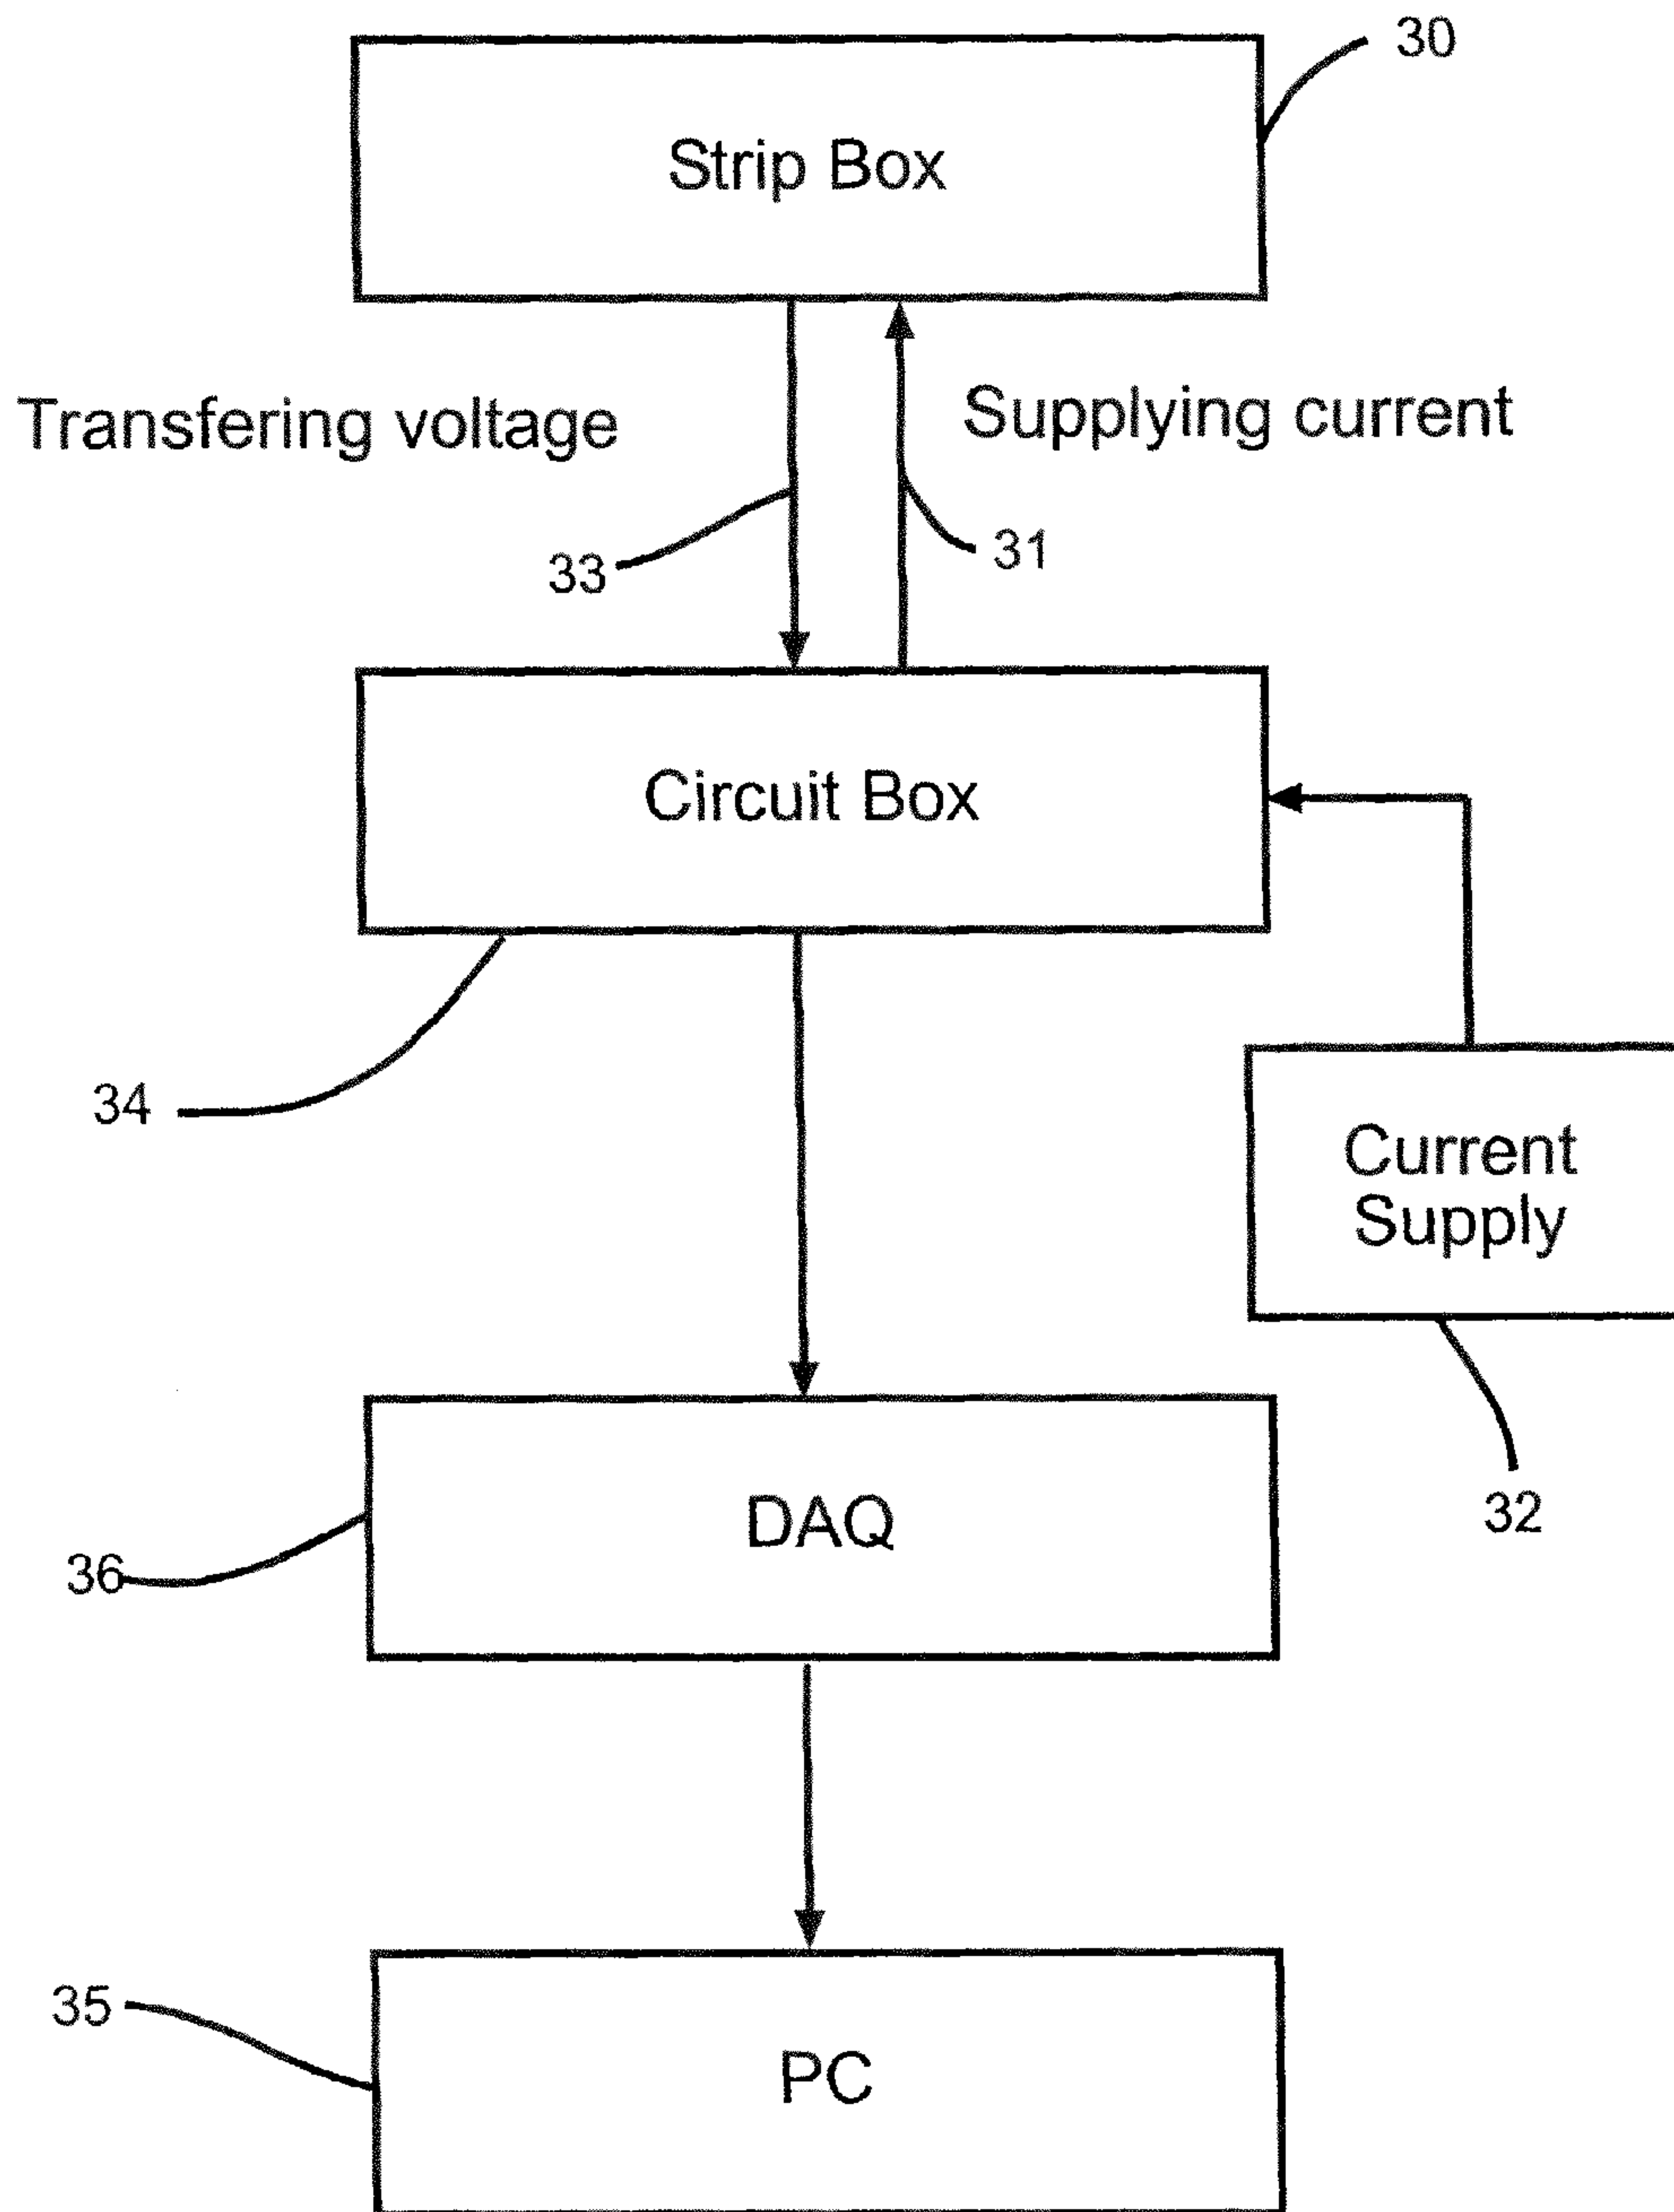 30
Strip Box
Transfering voltage
Supplying current
33
31
Circuit Box
34
Current
Supply
32
DAQ
36
35
PC